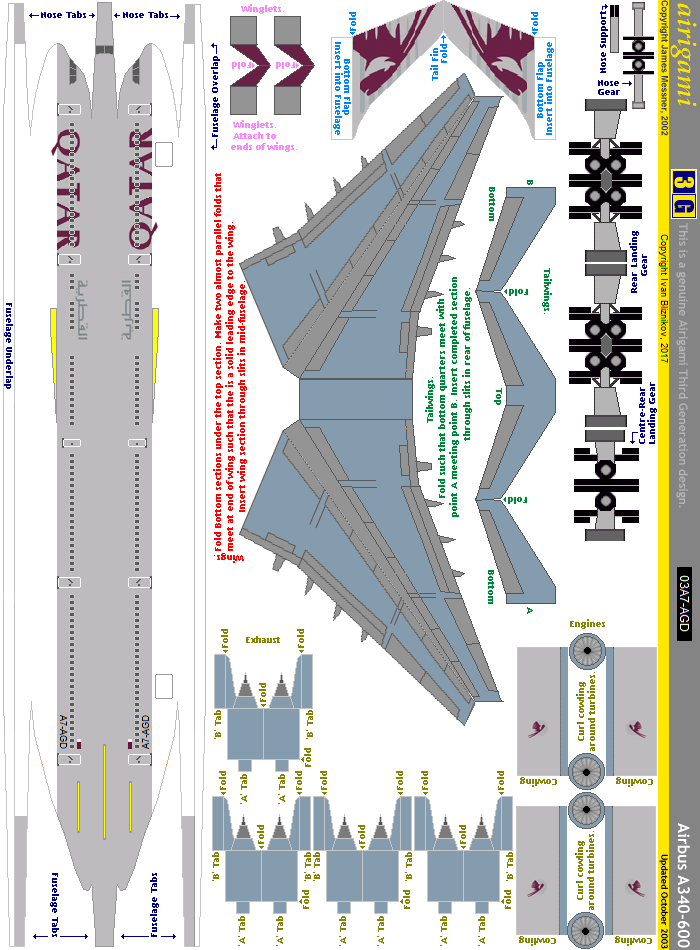 airigami
Copyright James Messner, 2002
3 G
Copyright Ivan Bliznikov, 2017
This is a genuine Airigami Third Generation design.
03A7-AGD
Airbus A340-600
Updated October 2003
Nose Tabs
Nose Tabs
QATAR
QATAR
القطرية
القطرية
A7-AGD
A7-AGD
Fuselage Underlap
Fuselage Tabs
Fuselage Tabs
Fuselage Overlap
Winglets.
Fold
Fold
Winglets.
Attach to
ends of wings.
Fold
Bottom Flap
Insert into Fuselage
Tail Fin
Fold
Fold
Bottom Flap
Insert into Fuselage
Nose Support
Nose
Gear
Rear Landing
Gear
Centre-Rear
Landing Gear
B
Bottom
Fold
Tailwings.
Top
Fold
Bottom
A
Tailwings.
Fold such that bottom quarters meet with
point A meeting point B. Insert completed section
through slits in rear of fuselage.
Wings.
Fold Bottom sections under the top section. Make two almost parallel folds that
meet at end of wing such that the is a solid leading edge to the wing.
Insert wing section through slits in mid-fuselage
Exhaust
Fold
Fold
Fold
'B' Tab
'B' Tab
Fold
'A' Tab
'A' Tab
Fold
Fold
Fold
'B' Tab
'B' Tab
Fold
'A' Tab
'A' Tab
Fold
Fold
Fold
'B' Tab
'B' Tab
Fold
'A' Tab
'A' Tab
Fold
Fold
Fold
'B' Tab
'B' Tab
Fold
'A' Tab
'A' Tab
Engines
Curl cowling
around turbines.
Cowling
Cowling
Curl cowling
around turbines.
Cowling
Cowling